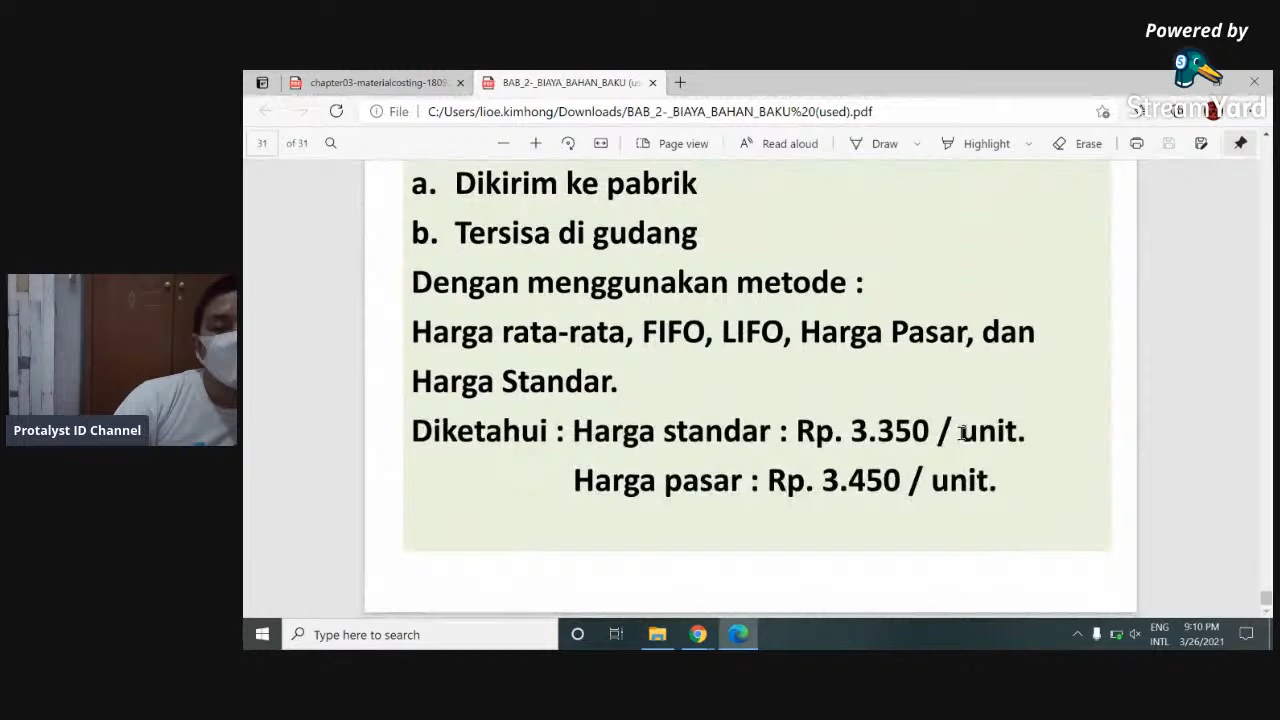 Powered by
StreamYard
chapter03-materialcosting-1809
BAB_2-_BIAYA_BAHAN_BAKU (us
File
C:/Users/lioe.kimhong/Downloads/BAB_2-_BIAYA_BAHAN_BAKU%20(used).pdf
31 of 31
Page view
Read aloud
Draw
Highlight
Erase
a. Dikirim ke pabrik
b. Tersisa di gudang
Dengan menggunakan metode :
Harga rata-rata, FIFO, LIFO, Harga Pasar, dan
Harga Standar.
Diketahui : Harga standar : Rp. 3.350 / unit.
Harga pasar : Rp. 3.450 / unit.
Protalyst ID Channel
Type here to search
ENG
INTL
9:10 PM
3/26/2021